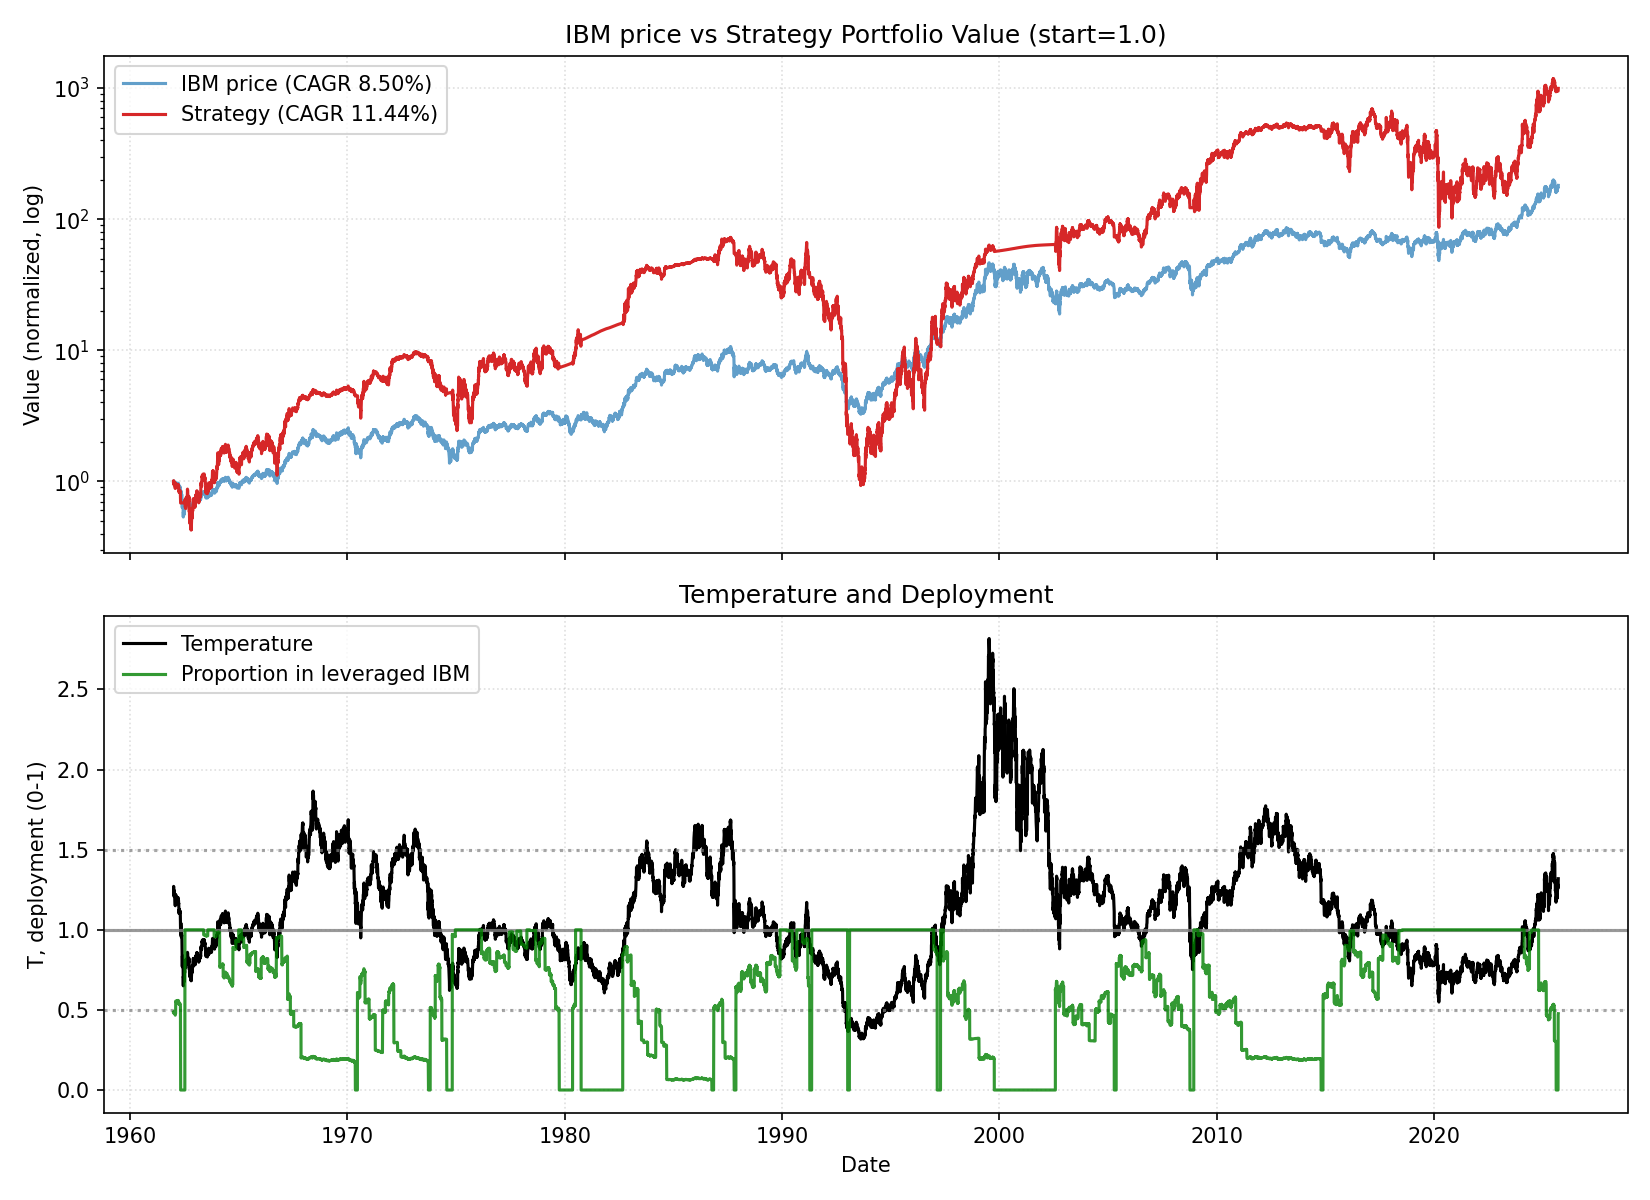 IBM price vs Strategy Portfolio Value (start=1.0)
IBM price (CAGR 8.50%)
Strategy (CAGR 11.44%)
Value (normalized, log)
10³
10²
10¹
10⁰
Temperature and Deployment
Temperature
Proportion in leveraged IBM
T, deployment (0-1)
2.5
2.0
1.5
1.0
0.5
0.0
1960 1970 1980 1990 2000 2010 2020
Date